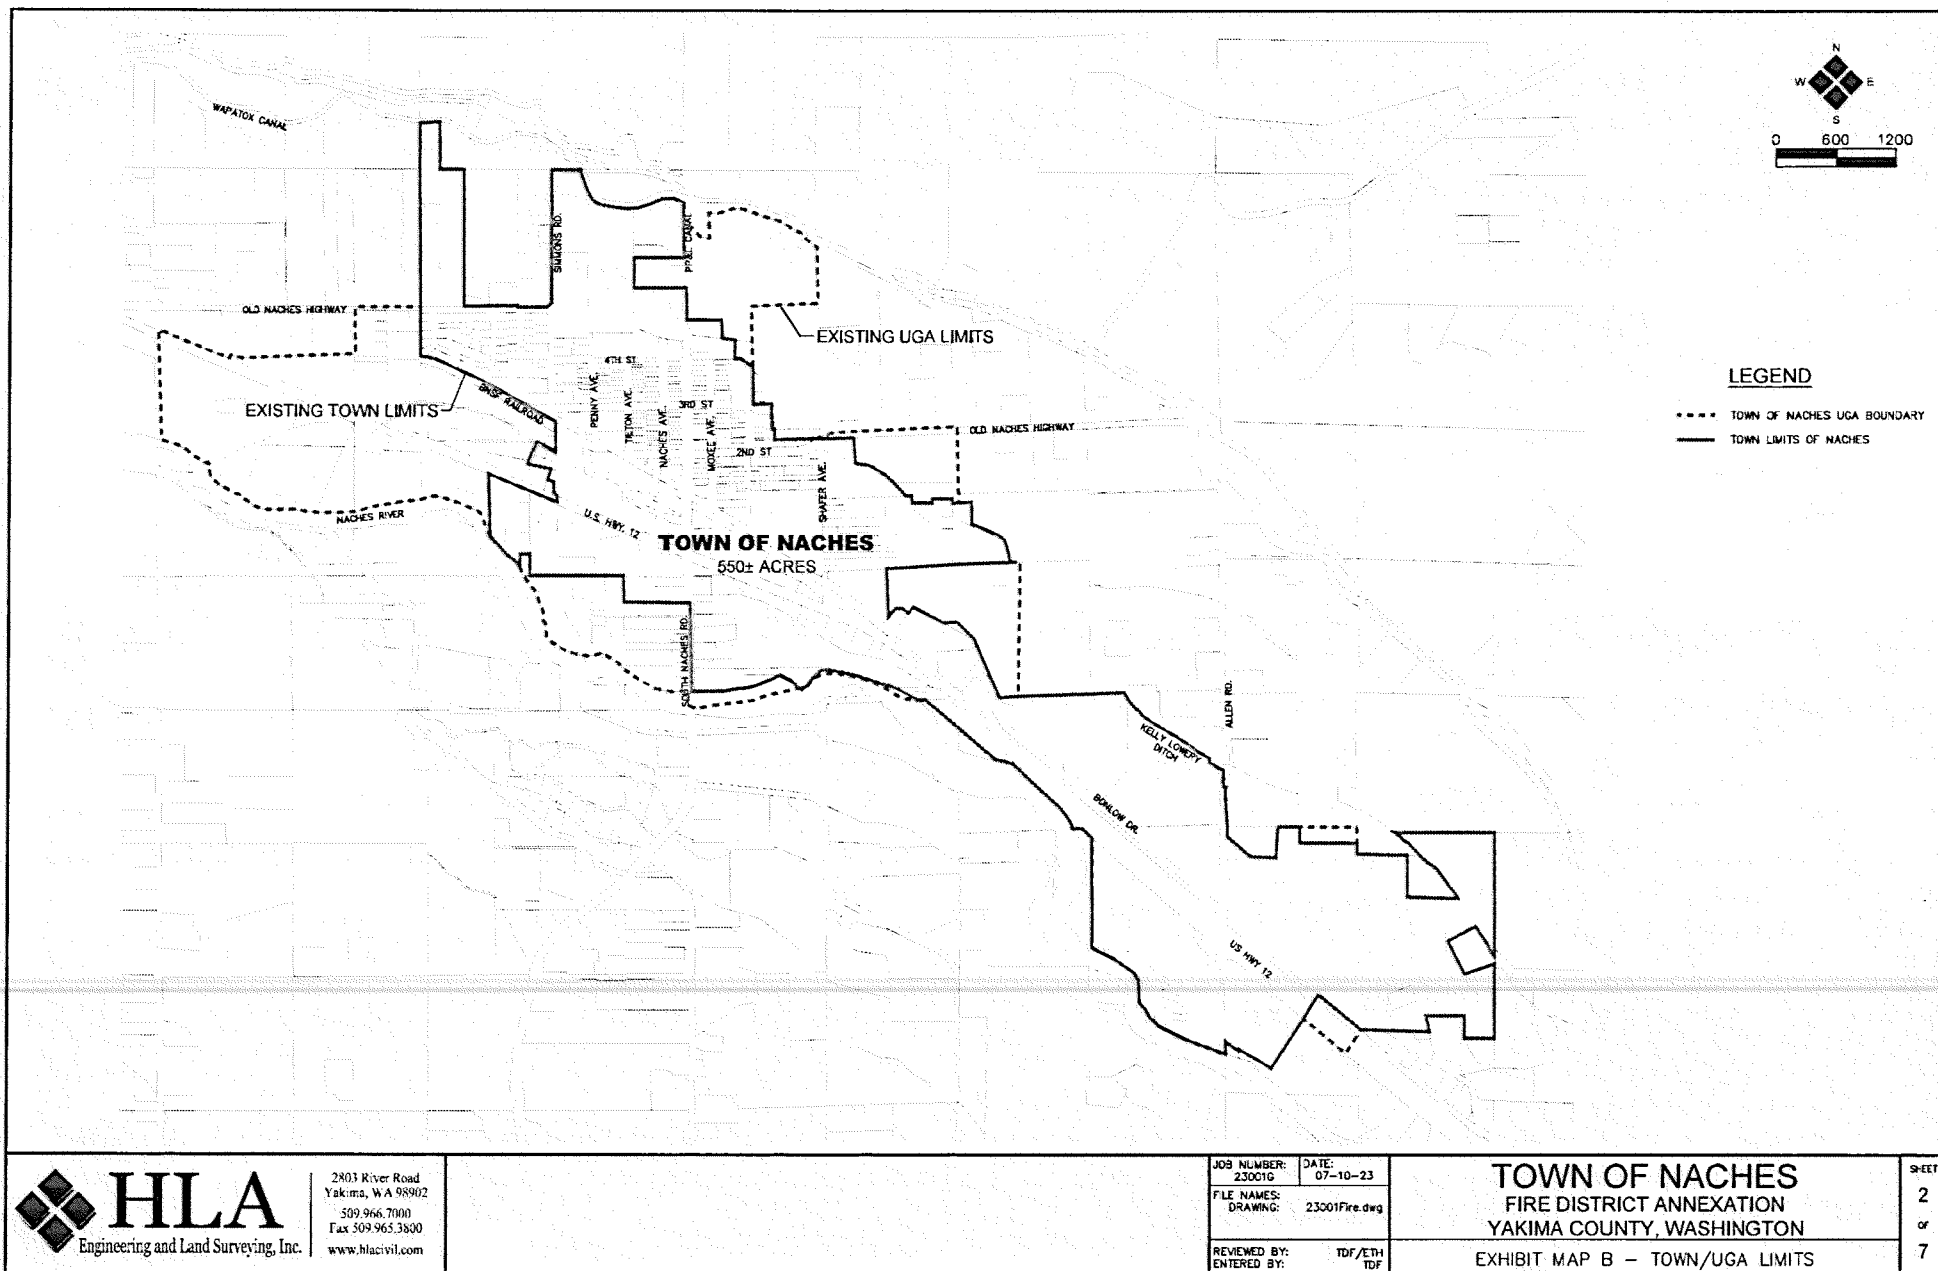 N
W E
S
0 600 1200
WAPATOX CANAL
SIMMONS RD.
PP&L CANAL
OLD NACHES HIGHWAY
EXISTING UGA LIMITS
4TH ST
PENNY AVE.
TIETON AVE.
NACHES AVE.
3RD ST
MOXEE AVE.
2ND ST
SHAFER AVE.
EXISTING TOWN LIMITS
BNSF RAILROAD
OLD NACHES HIGHWAY
LEGEND
TOWN OF NACHES UGA BOUNDARY
TOWN LIMITS OF NACHES
NACHES RIVER
U.S. HWY. 12
TOWN OF NACHES
550± ACRES
SOUTH NACHES RD.
ALLEN RD.
KELLY LOWERY
DITCH
BONLOW DR.
US HWY 12
HLA
Engineering and Land Surveying, Inc.
2803 River Road
Yakima, WA 98902
509.966.7000
Fax 509.965.3800
www.hlacivil.com
JOB NUMBER: DATE:
23001G 07-10-23
FILE NAMES:
DRAWING: 23001Fire.dwg
REVIEWED BY: TDF/ETH
ENTERED BY: TDF
TOWN OF NACHES
FIRE DISTRICT ANNEXATION
YAKIMA COUNTY, WASHINGTON
EXHIBIT MAP B - TOWN/UGA LIMITS
SHEET
2
OF
7